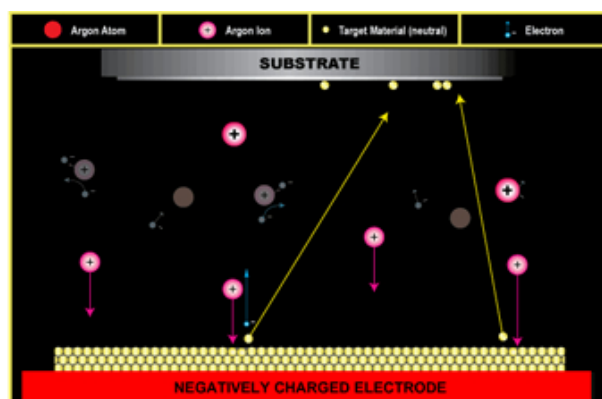 Argon Atom
Argon Ion
Target Material (neutral)
Electron
SUBSTRATE
NEGATIVELY CHARGED ELECTRODE